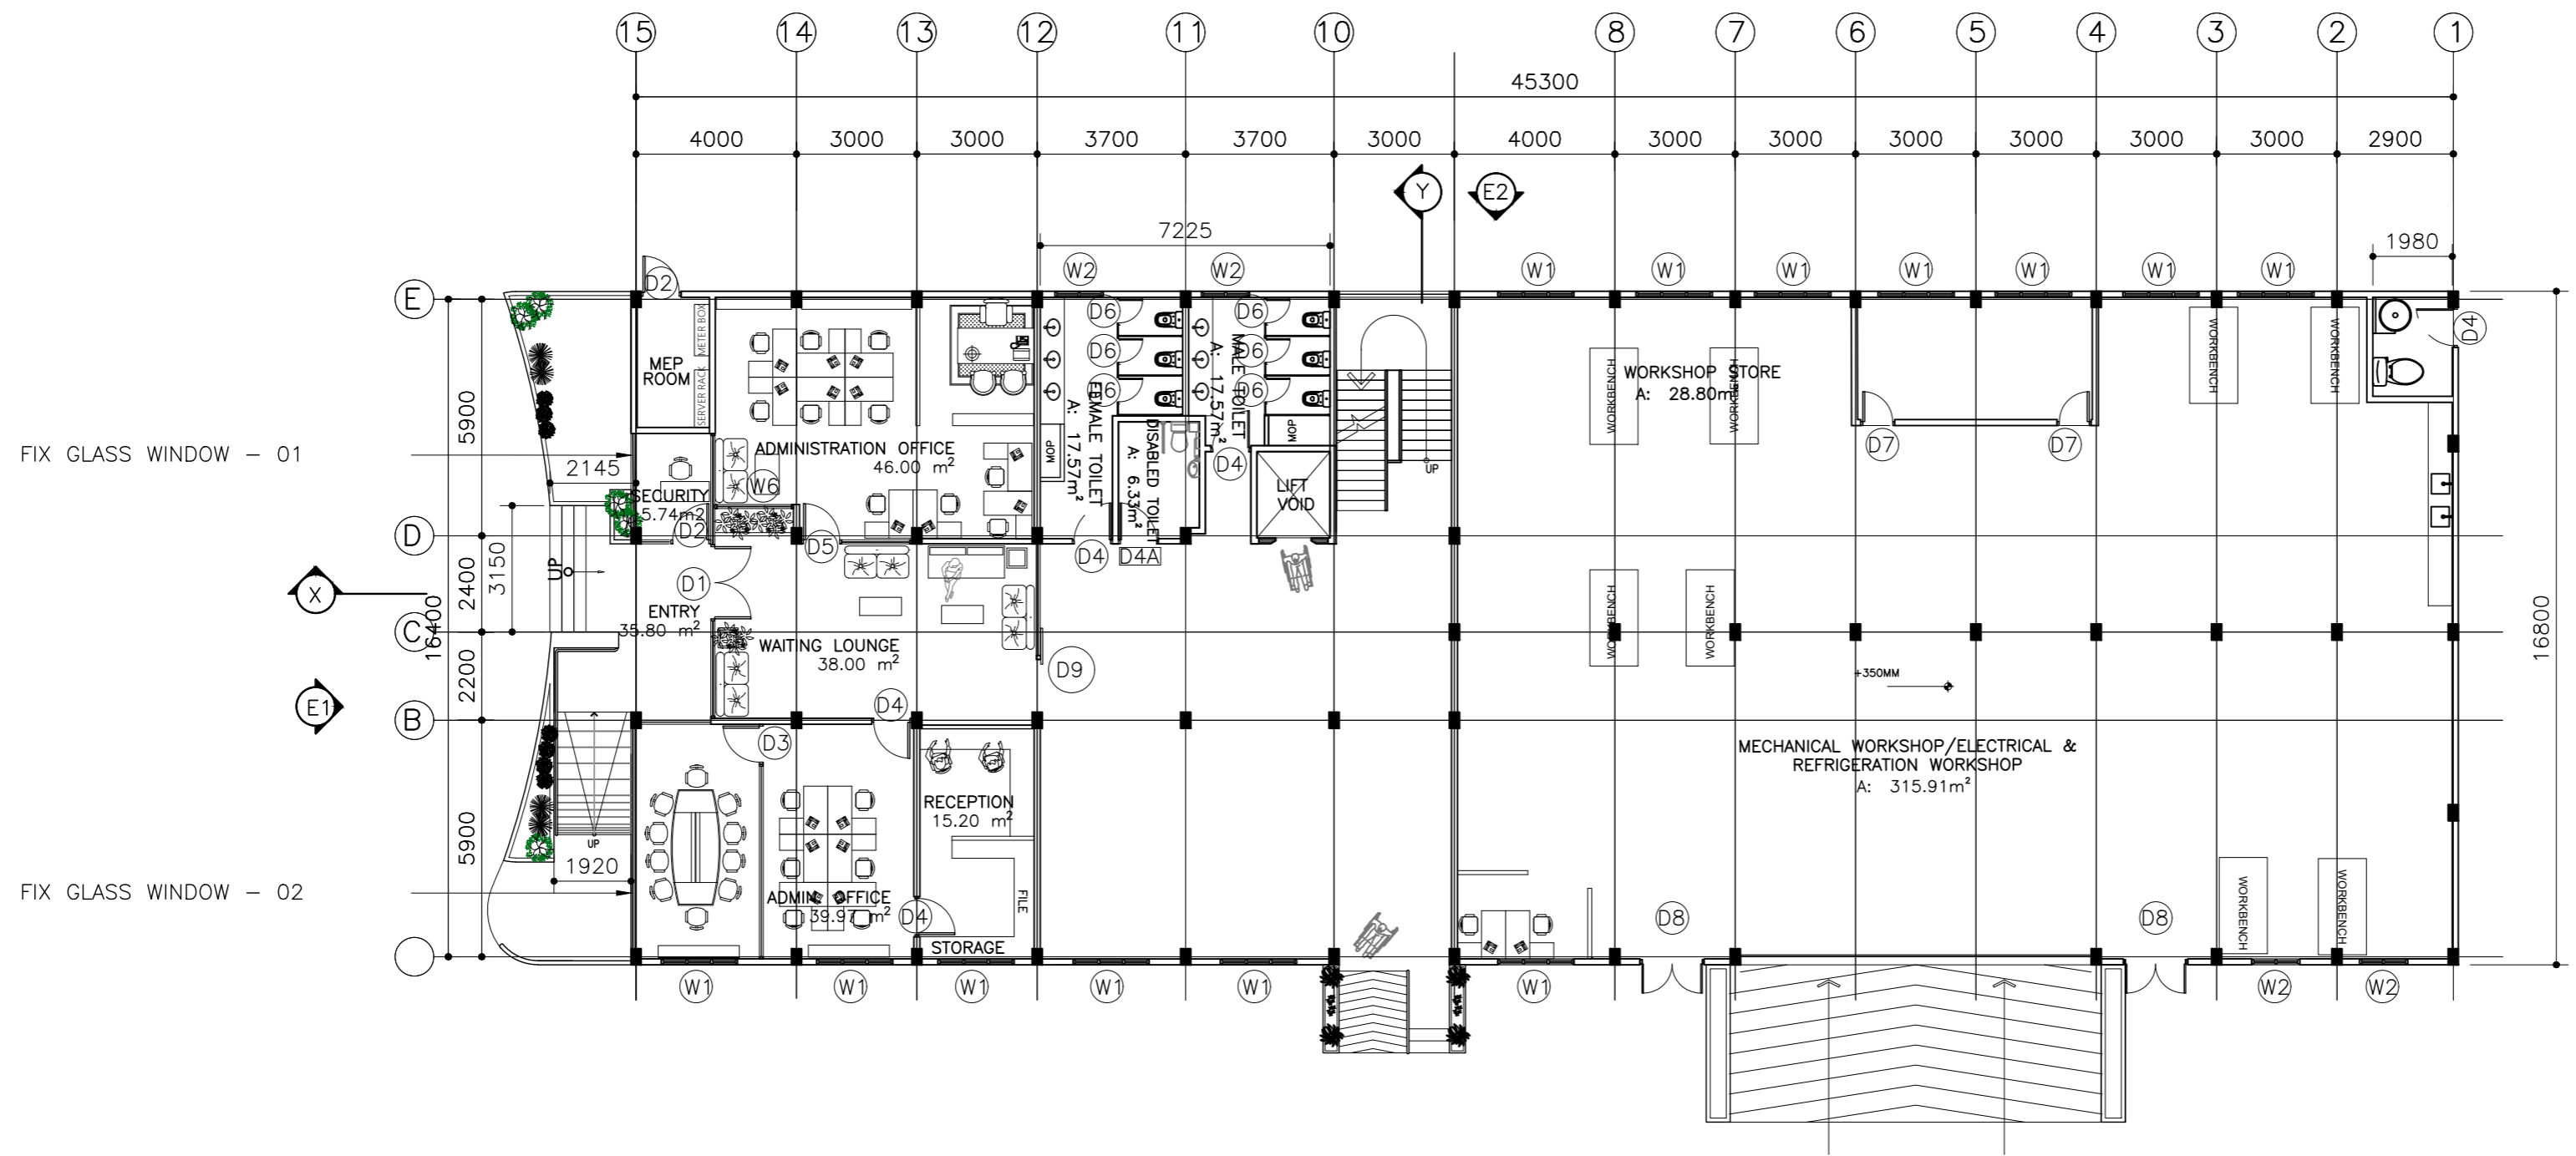 15 14 13 12 11 10 8 7 6 5 4 3 2 1
45300
4000 3000 3000 3700 3700 3000 4000 3000 3000 3000 3000 3000 3000 2900
Y E2
7225
1980
D2 W2 W2 W1 W1 W1 W1 W1 W1 W1
E
METER BOX
SERVER RACK
MEP
ROOM
D6 D6
D6 D6
D6 D6
D4
WORKBENCH
WORKBENCH
WORKBENCH
WORKBENCH
WORKSHOP STORE
A: 28.80m²
5900
FIX GLASS WINDOW – 01
2145
ADMINISTRATION OFFICE
46.00 m²
W6
SECURITY
5.74m2
MOP
FEMALE TOILET
A: 17.57m²
DISABLED TOILET
A: 6.33m²
MALE TOILET
A: 17.57m²
MOP
D4
LIFT
VOID
UP
D7 D7
D
D2
D5
D4
D4A
2400
3150
16400
UP
D1
X
ENTRY
35.80 m²
C
WAITING LOUNGE
38.00 m²
D9
WORKBENCH
WORKBENCH
16800
2200
E1
B
D4
+350MM
D3
MECHANICAL WORKSHOP/ELECTRICAL &
REFRIGERATION WORKSHOP
A: 315.91m²
RECEPTION
15.20 m²
5900
UP
1920
FIX GLASS WINDOW – 02
ADMIN. OFFICE
39.97 m²
D4
FILE
STORAGE
D8 D8
WORKBENCH
WORKBENCH
W1 W1 W1 W1 W1 W1 W2 W2